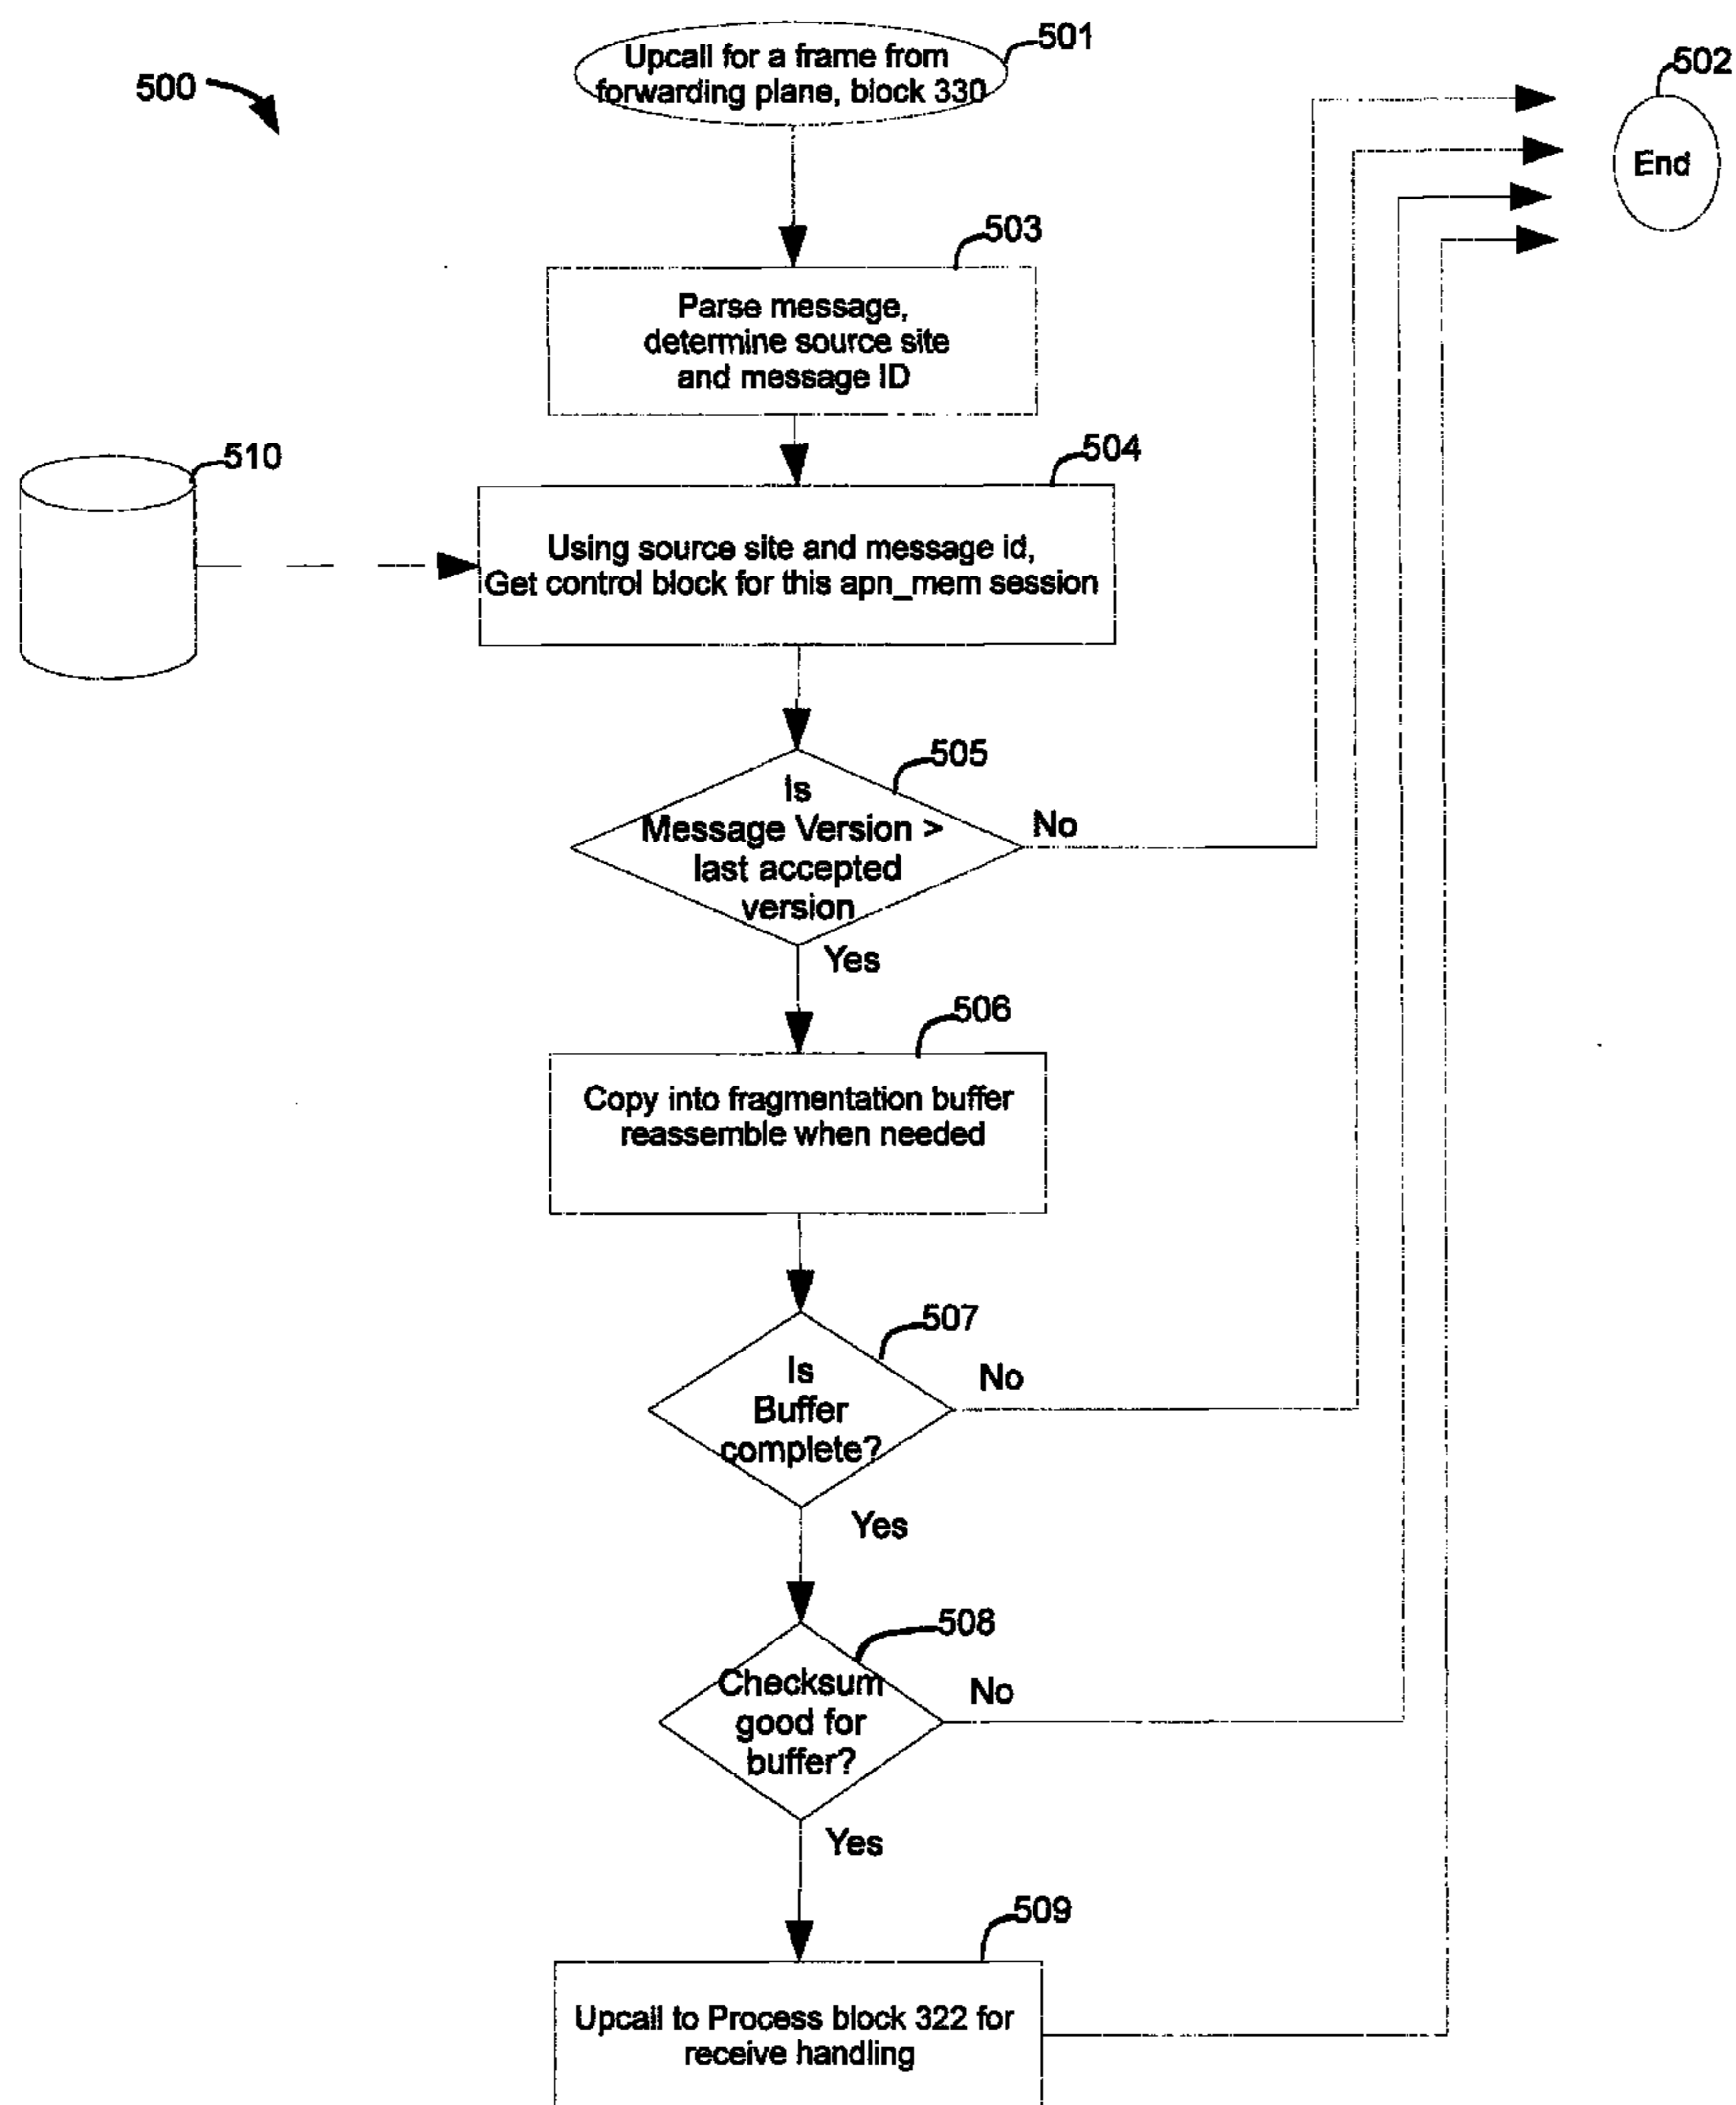 500
Upcall for a frame from
forwarding plane, block 330
501
502
End
503
Parse message,
determine source site
and message ID
510
504
Using source site and message id,
Get control block for this apn_mem session
505
Is
Message Version >
last accepted
version
No
Yes
506
Copy into fragmentation buffer
reassemble when needed
507
Is
Buffer
complete?
No
Yes
508
Checksum
good for
buffer?
No
Yes
509
Upcall to Process block 322 for
receive handling